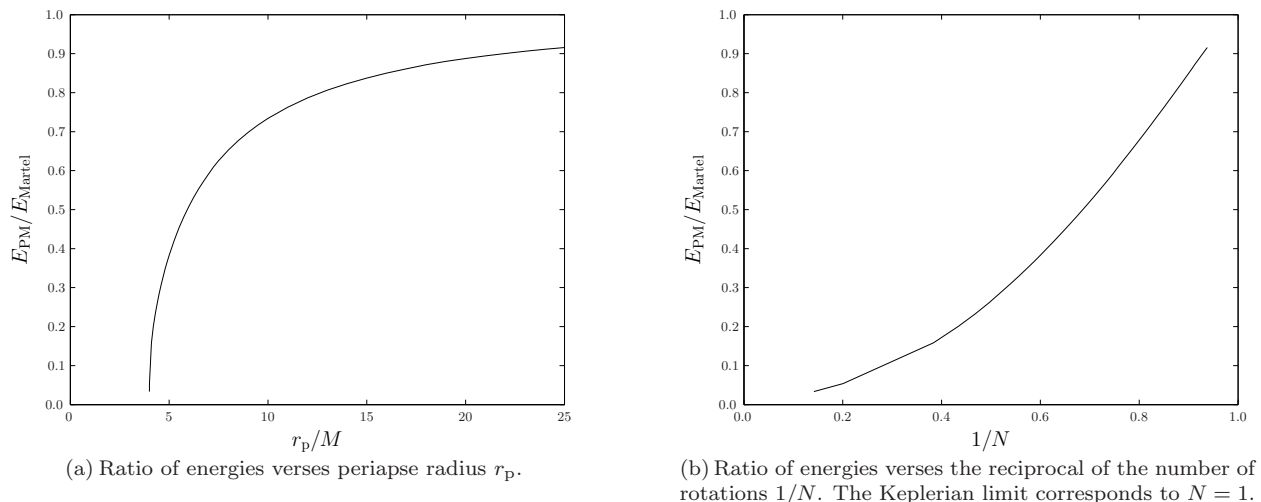 1.0
0.9
0.8
0.7
0.6
0.5
0.4
0.3
0.2
0.1
0.0
E_PM/E_Martel
0 5 10 15 20 25
r_p/M
(a) Ratio of energies verses periapse radius r_p.
1.0
0.9
0.8
0.7
0.6
0.5
0.4
0.3
0.2
0.1
0.0
E_PM/E_Martel
0.0 0.2 0.4 0.6 0.8 1.0
1/N
(b) Ratio of energies verses the reciprocal of the number of
rotations 1/N. The Keplerian limit corresponds to N = 1.